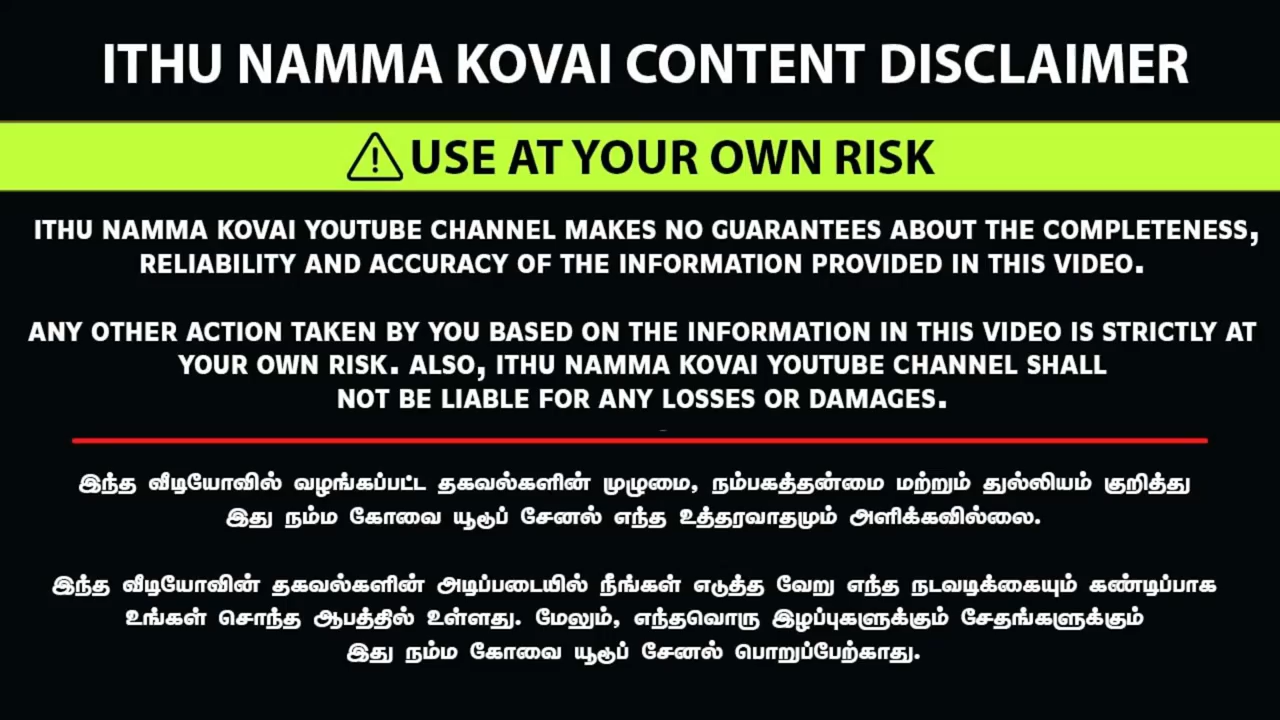 ITHU NAMMA KOVAI CONTENT DISCLAIMER
USE AT YOUR OWN RISK
ITHU NAMMA KOVAI YOUTUBE CHANNEL MAKES NO GUARANTEES ABOUT THE COMPLETENESS,
RELIABILITY AND ACCURACY OF THE INFORMATION PROVIDED IN THIS VIDEO.
ANY OTHER ACTION TAKEN BY YOU BASED ON THE INFORMATION IN THIS VIDEO IS STRICTLY AT
YOUR OWN RISK. ALSO, ITHU NAMMA KOVAI YOUTUBE CHANNEL SHALL
NOT BE LIABLE FOR ANY LOSSES OR DAMAGES.
இந்த வீடியோவில் வழங்கப்பட்ட தகவல்களின் முழுமை, நம்பகத்தன்மை மற்றும் துல்லியம் குறித்து
இது நம்ம கோவை யூடூப் சேனல் எந்த உத்தரவாதமும் அளிக்கவில்லை.
இந்த வீடியோவின் தகவல்களின் அடிப்படையில் நீங்கள் எடுத்த வேறு எந்த நடவடிக்கையும் கண்டிப்பாக
உங்கள் சொந்த ஆபத்தில் உள்ளது. மேலும், எந்தவொரு இழப்புகளுக்கும் சேதங்களுக்கும்
இது நம்ம கோவை யூடூப் சேனல் பொறுப்பேற்காது.